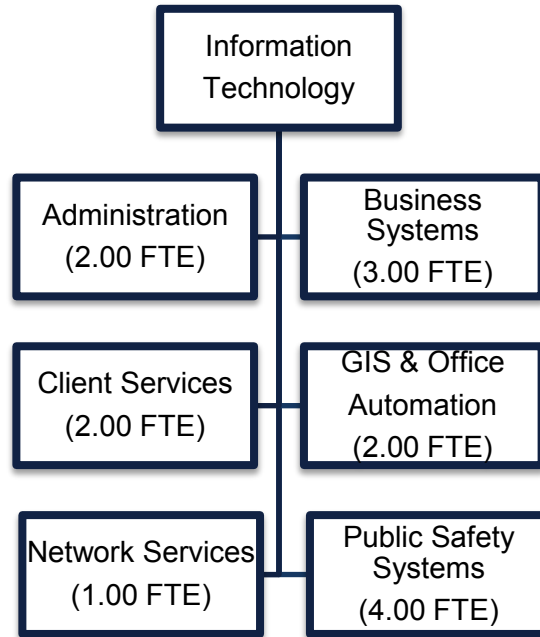 Information
Technology
Administration
(2.00 FTE)
Business
Systems
(3.00 FTE)
Client Services
(2.00 FTE)
GIS & Office
Automation
(2.00 FTE)
Network Services
(1.00 FTE)
Public Safety
Systems
(4.00 FTE)